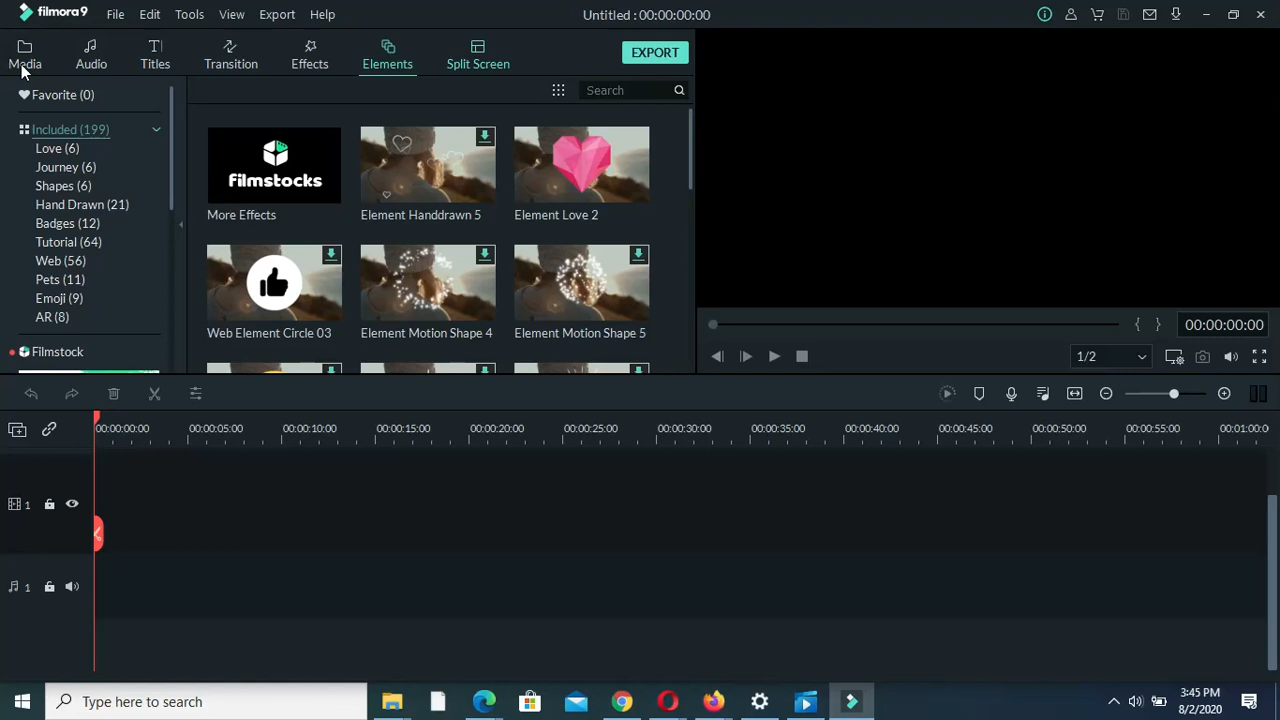 filmora9 File Edit Tools View Export Help Untitled : 00:00:00:00
Media Audio Titles Transition Effects Elements Split Screen EXPORT
Favorite (0)
Search
Included (199)
Love (6)
Journey (6)
Shapes (6)
Hand Drawn (21)
Badges (12)
Tutorial (64)
Web (56)
Pets (11)
Emoji (9)
AR (8)
Filmstock
filmstocks
More Effects Element Handdrawn 5 Element Love 2
Web Element Circle 03 Element Motion Shape 4 Element Motion Shape 5
{ } 00:00:00:00
1/2
00:00:00:00 00:00:05:00 00:00:10:00 00:00:15:00 00:00:20:00 00:00:25:00 00:00:30:00 00:00:35:00 00:00:40:00 00:00:45:00 00:00:50:00 00:00:55:00 00:01:00:0
1
1
Type here to search
3:45 PM
8/2/2020